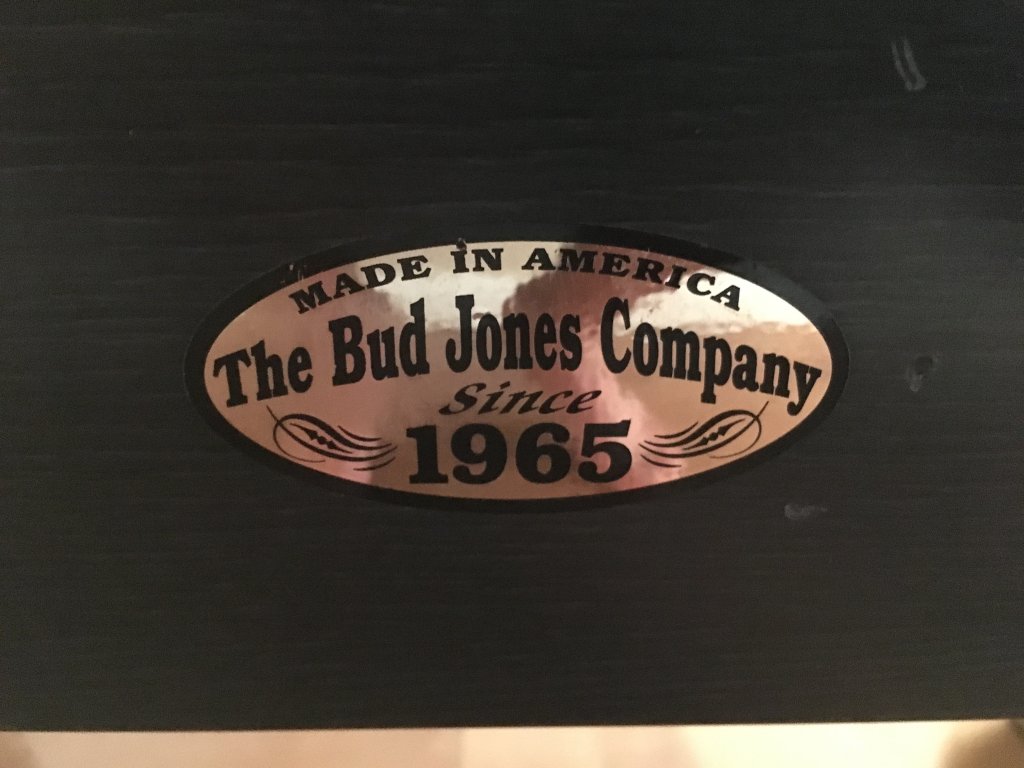 MADE IN AMERICA
The Bud Jones Company
Since
1965